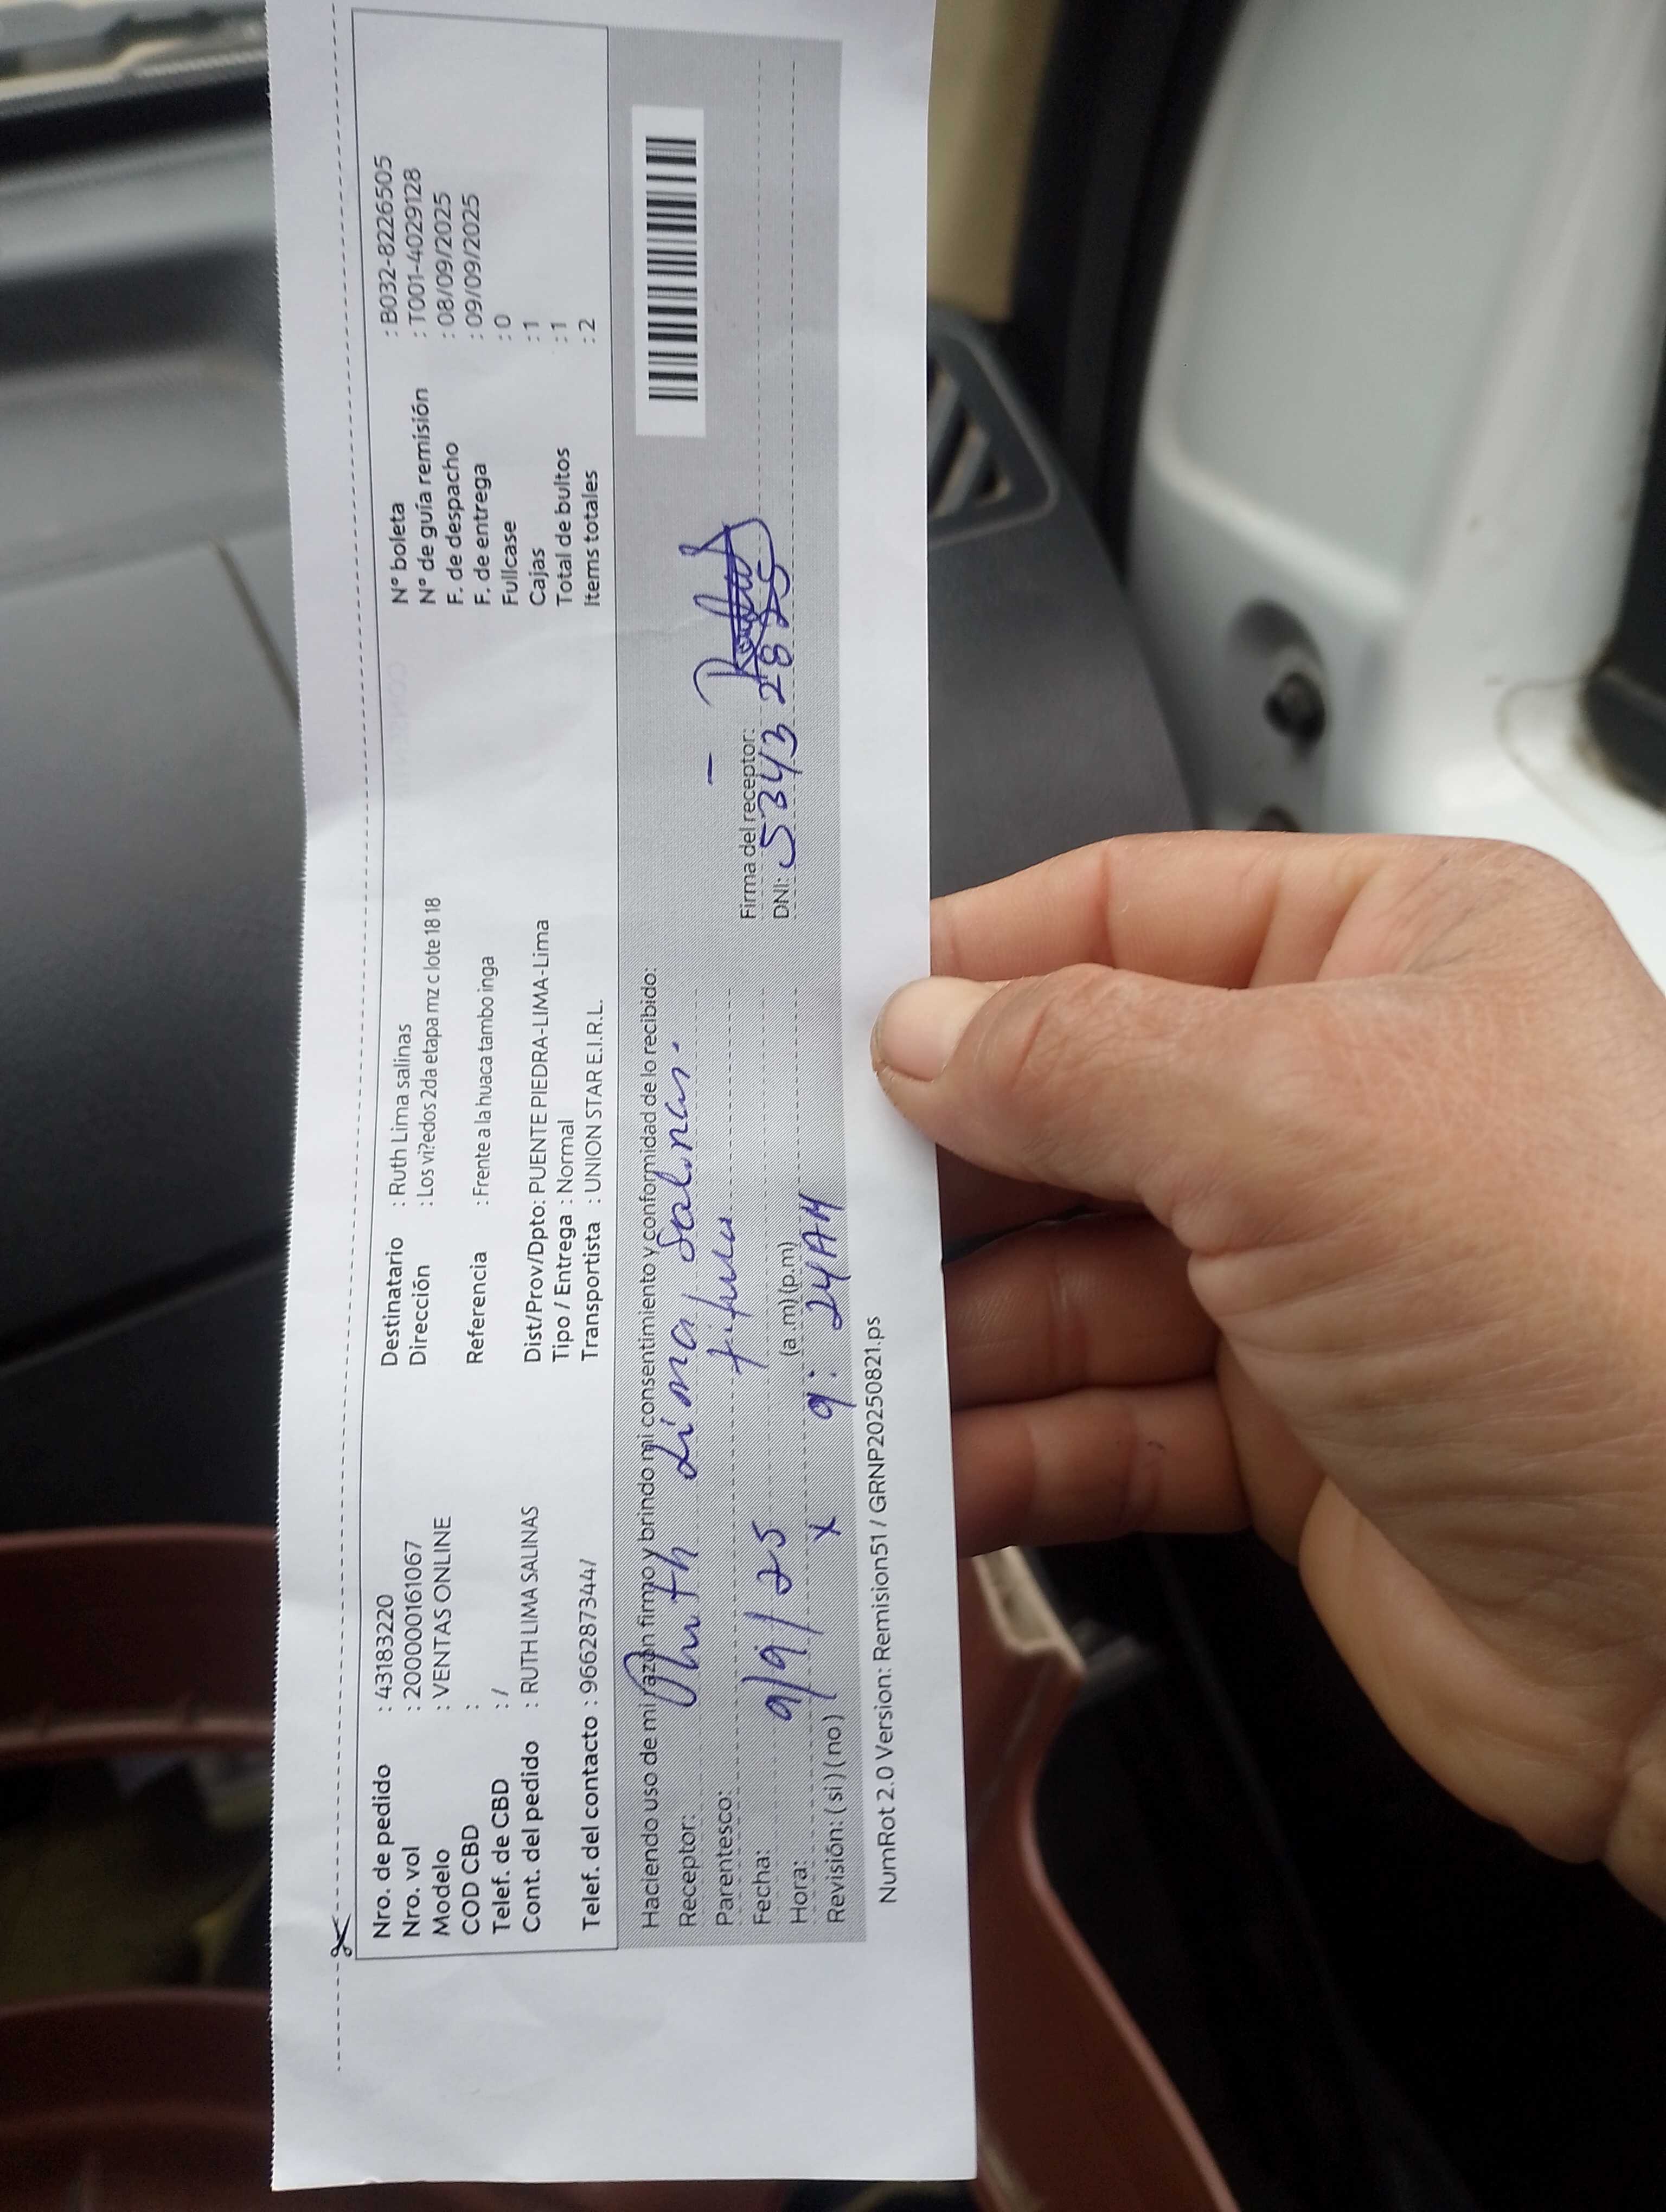 Nro. de pedido : 43183220
Nro. vol : 2000000161067
Modelo : VENTAS ONLINE
COD CBD :
Telef. de CBD : /
Cont. del pedido : RUTH LIMA SALINAS
Telef. del contacto : 966287344/
Destinatario : Ruth Lima salinas
Dirección : Los vi?edos 2da etapa mz c lote 18 18
Referencia : Frente a la huaca tambo inga
Dist/Prov/Dpto: PUENTE PIEDRA-LIMA-Lima
Tipo / Entrega : Normal
Transportista : UNION STAR E.I.R.L.
N° boleta : B032-8226505
N° de guía remisión : T001-4029128
F. de despacho : 08/09/2025
F. de entrega : 09/09/2025
Fullcase : 0
Cajas : 1
Total de bultos : 1
Items totales : 2
Haciendo uso de mi razón firmo y brindo mi consentimiento y conformidad de lo recibido:
Receptor: Ruth Lima Salinas.
Parentesco:
Fecha: 9/9/25
Hora: (a .m) (p.m) 9:24 AM
Revisión: ( si ) ( no ) x
Firma del receptor:
DNI:
NumRot 2.0 Version: Remision51 / GRNP20250821.ps